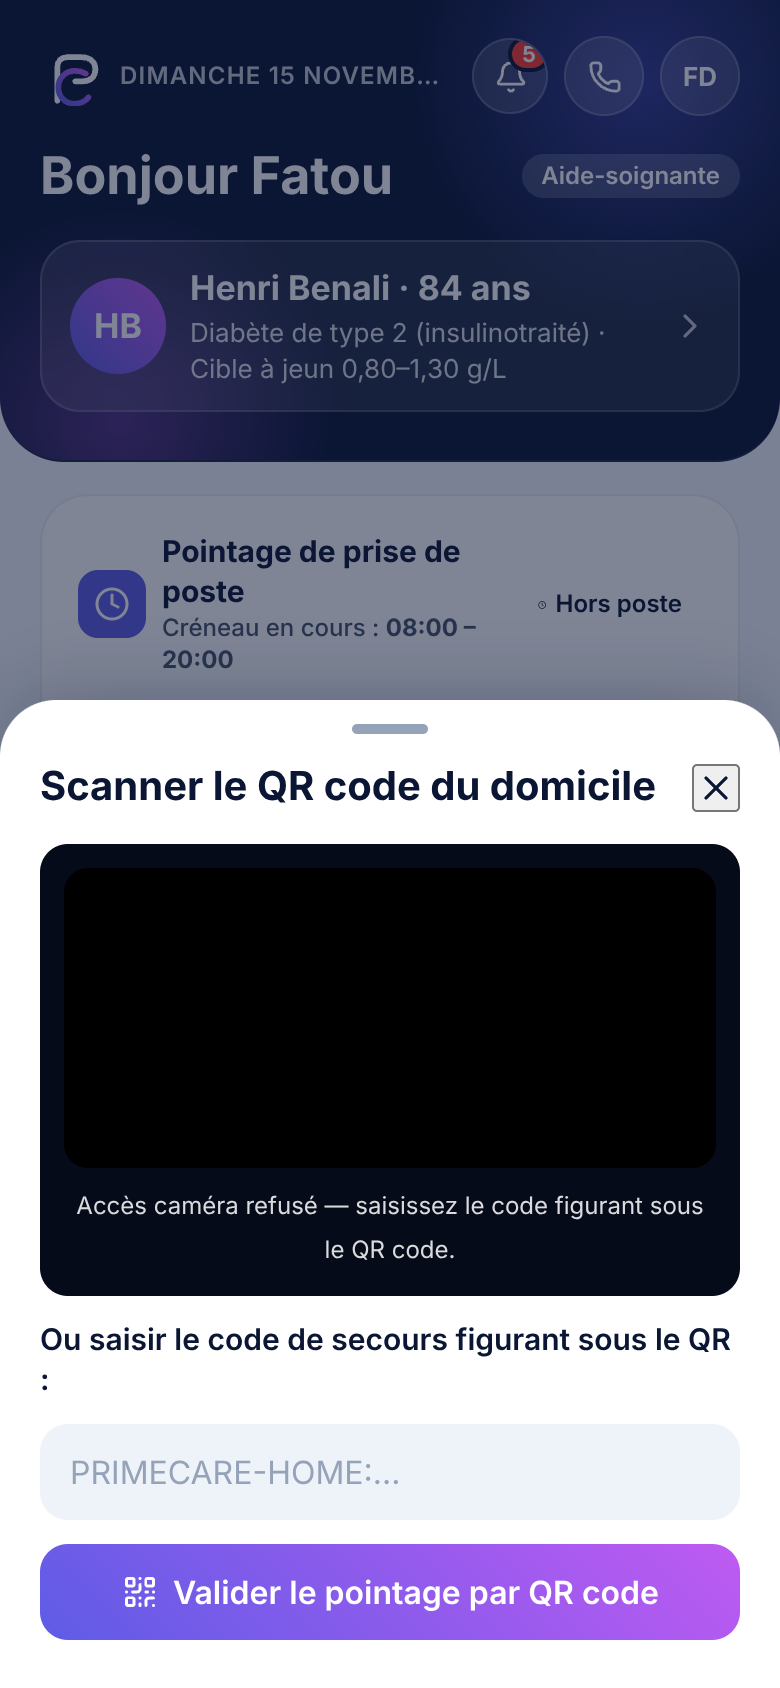 DIMANCHE 15 NOVEMB...
5
FD
Bonjour Fatou
Aide-soignante
HB
Henri Benali · 84 ans
Diabète de type 2 (insulinotraité) ·
Cible à jeun 0,80–1,30 g/L
Pointage de prise de
poste
Créneau en cours : 08:00 –
20:00
Hors poste
Scanner le QR code du domicile
Accès caméra refusé — saisissez le code figurant sous
le QR code.
Ou saisir le code de secours figurant sous le QR
:
PRIMECARE-HOME:...
Valider le pointage par QR code